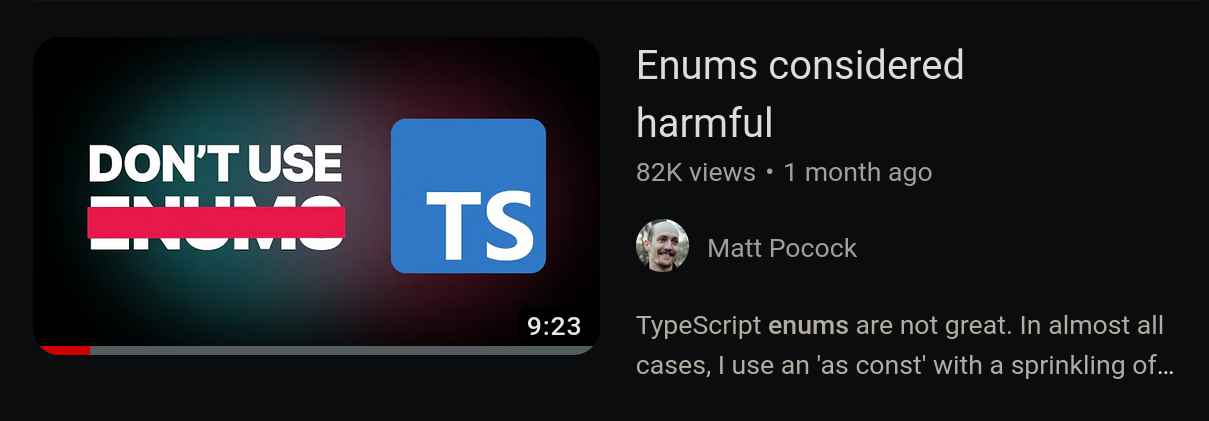 DON'T USE
ENUMS
TS
9:23
Enums considered
harmful
82K views • 1 month ago
Matt Pocock
TypeScript enums are not great. In almost all
cases, I use an 'as const' with a sprinkling of…